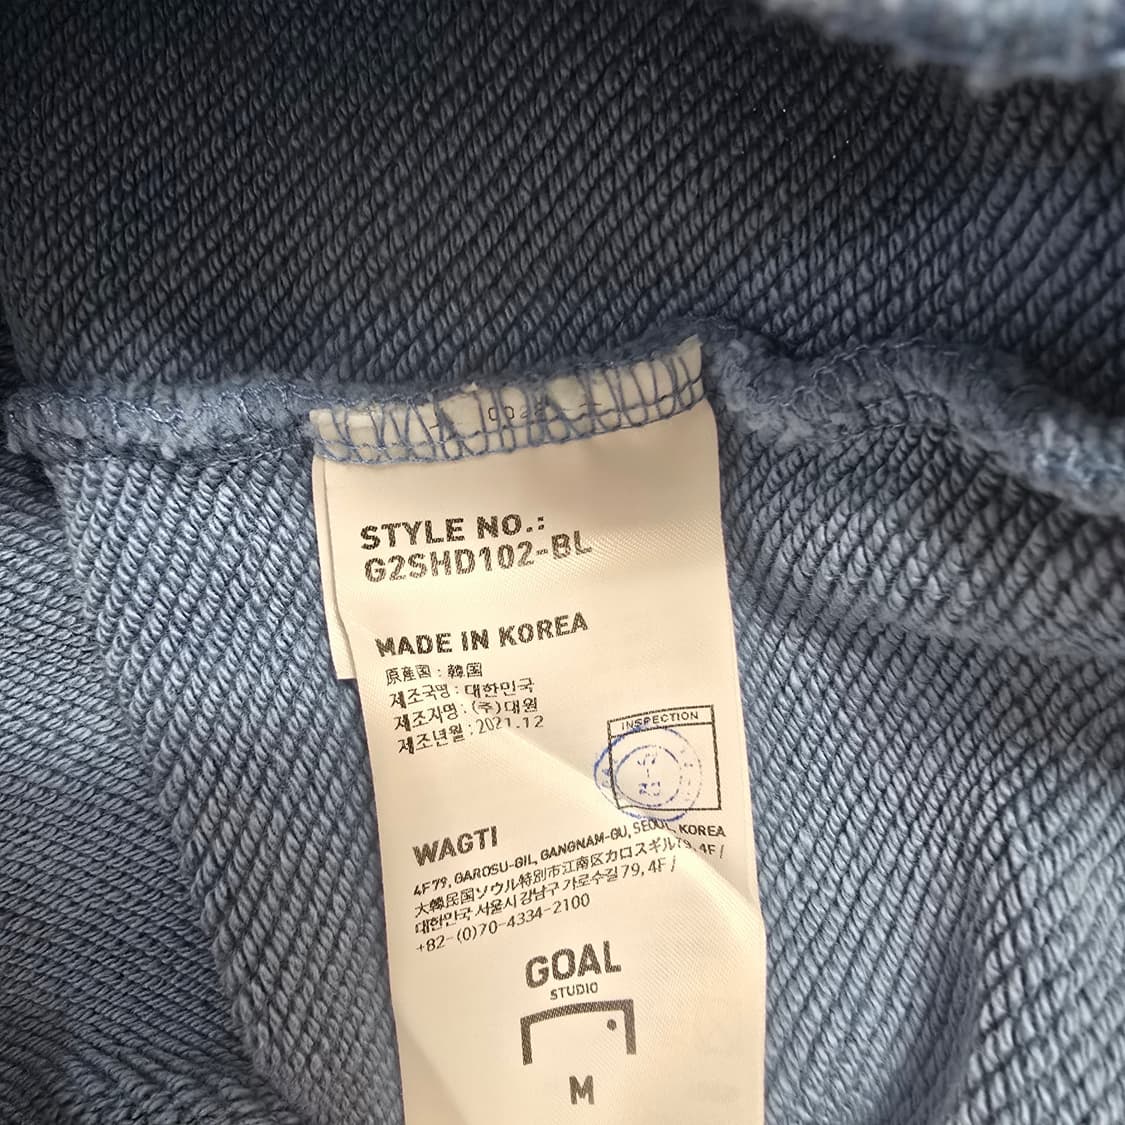 STYLE NO.:
G2SHD102-BL
MADE IN KOREA
原産国 : 韓国
제조국명 : 대한민국
제조자명 : (주)대원
제조년월 : 2021.12
INSPECTION
WAGTI
4F 79, GAROSU-GIL, GANGNAM-GU, SEOUL, KOREA
大韓民国ソウル特別市江南区カロスギル79, 4F /
대한민국 서울시 강남구 가로수길 79, 4F /
+82-(0)70-4334-2100
GOAL
STUDIO
M